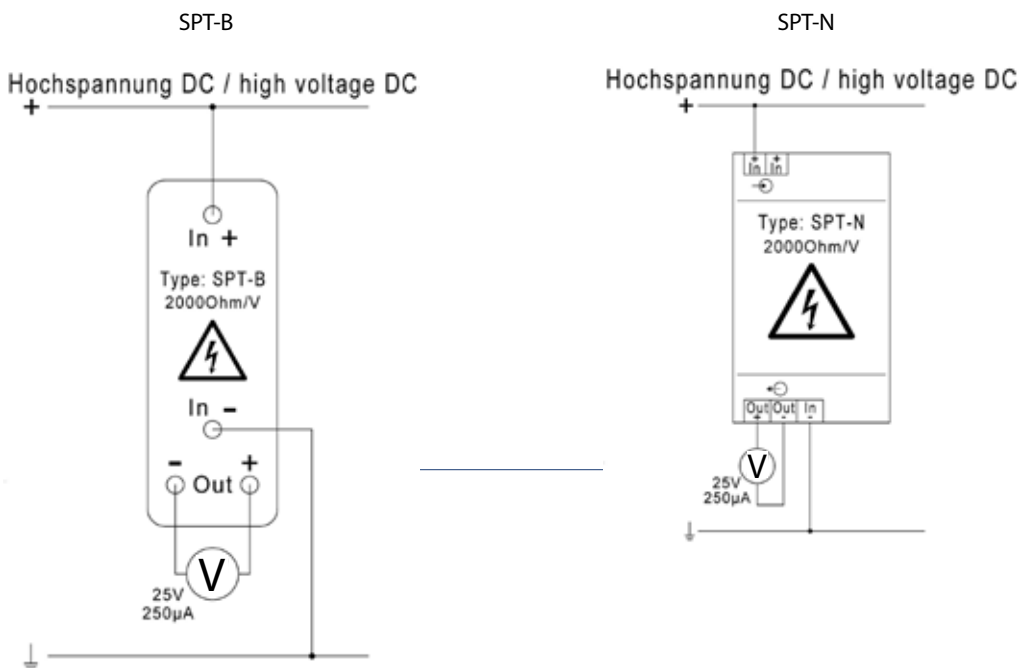 SPT-B
Hochspannung DC / high voltage DC
+
In +
Type: SPT-B
2000Ohm/V
In -
- +
Out
V
25V
250µA
SPT-N
Hochspannung DC / high voltage DC
+
+ +
In In
Type: SPT-N
2000Ohm/V
Out Out In
+ - -
V
25V
250µA